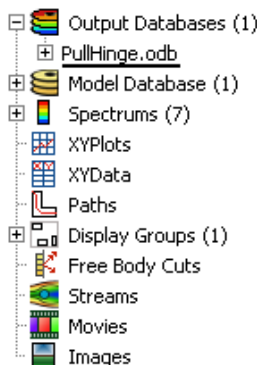 Output Databases (1)
PullHinge.odb
Model Database (1)
Spectrums (7)
XYPlots
XYData
Paths
Display Groups (1)
Free Body Cuts
Streams
Movies
Images